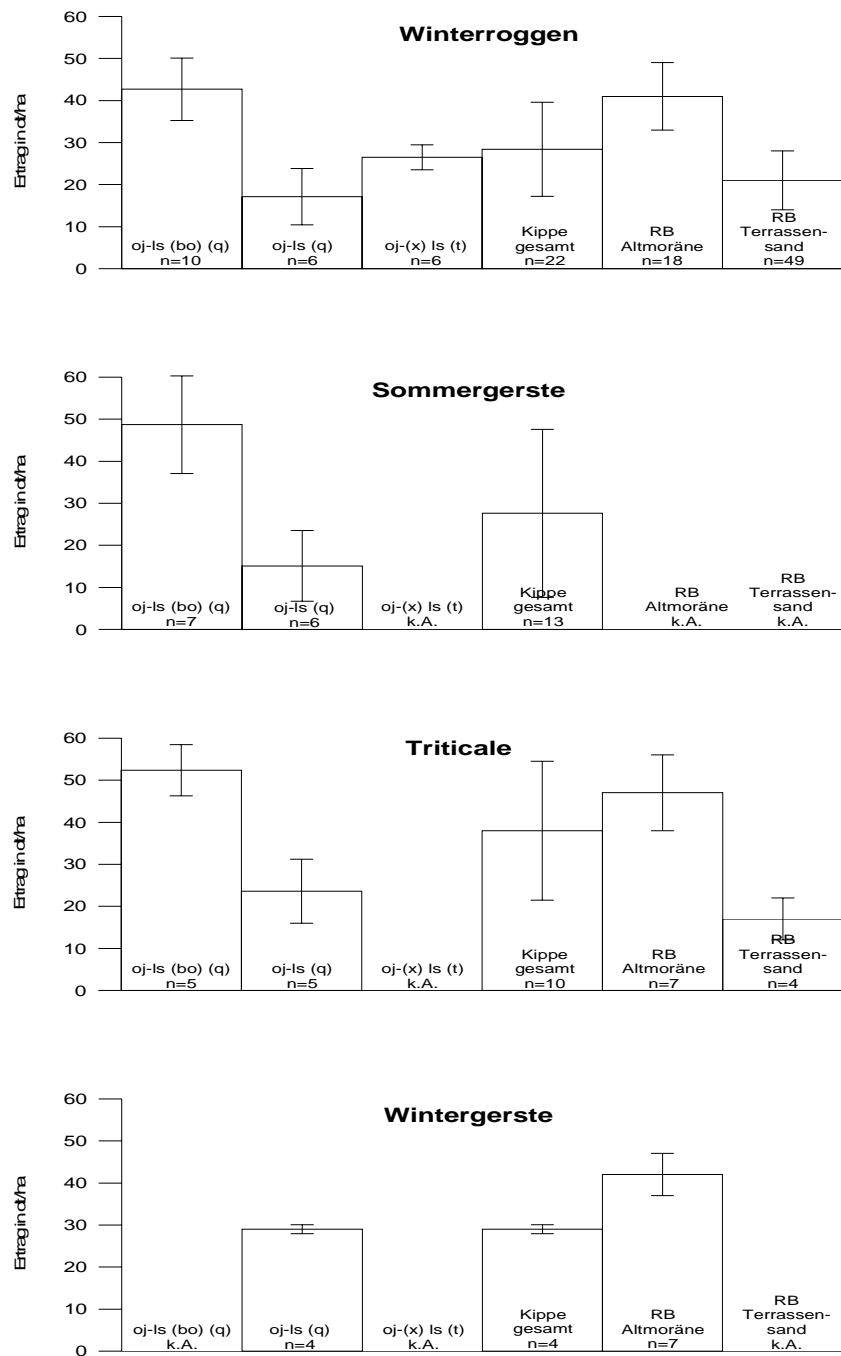 Winterroggen
Ertrag in dt/ha
60
50
40
30
20
10
0
oj-ls (bo) (q)
n=10
oj-ls (q)
n=6
oj-(x) ls (t)
n=6
Kippe
gesamt
n=22
RB
Altmoräne
n=18
RB
Terrassen-
sand
n=49
Sommergerste
Ertrag in dt/ha
60
50
40
30
20
10
0
oj-ls (bo) (q)
n=7
oj-ls (q)
n=6
oj-(x) ls (t)
k.A.
Kippe
gesamt
n=13
RB
Altmoräne
k.A.
RB
Terrassen-
sand
k.A.
Triticale
Ertrag in dt/ha
60
50
40
30
20
10
0
oj-ls (bo) (q)
n=5
oj-ls (q)
n=5
oj-(x) ls (t)
k.A.
Kippe
gesamt
n=10
RB
Altmoräne
n=7
RB
Terrassen-
sand
n=4
Wintergerste
Ertrag in dt/ha
60
50
40
30
20
10
0
oj-ls (bo) (q)
k.A.
oj-ls (q)
n=4
oj-(x) ls (t)
k.A.
Kippe
gesamt
n=4
RB
Altmoräne
n=7
RB
Terrassen-
sand
k.A.